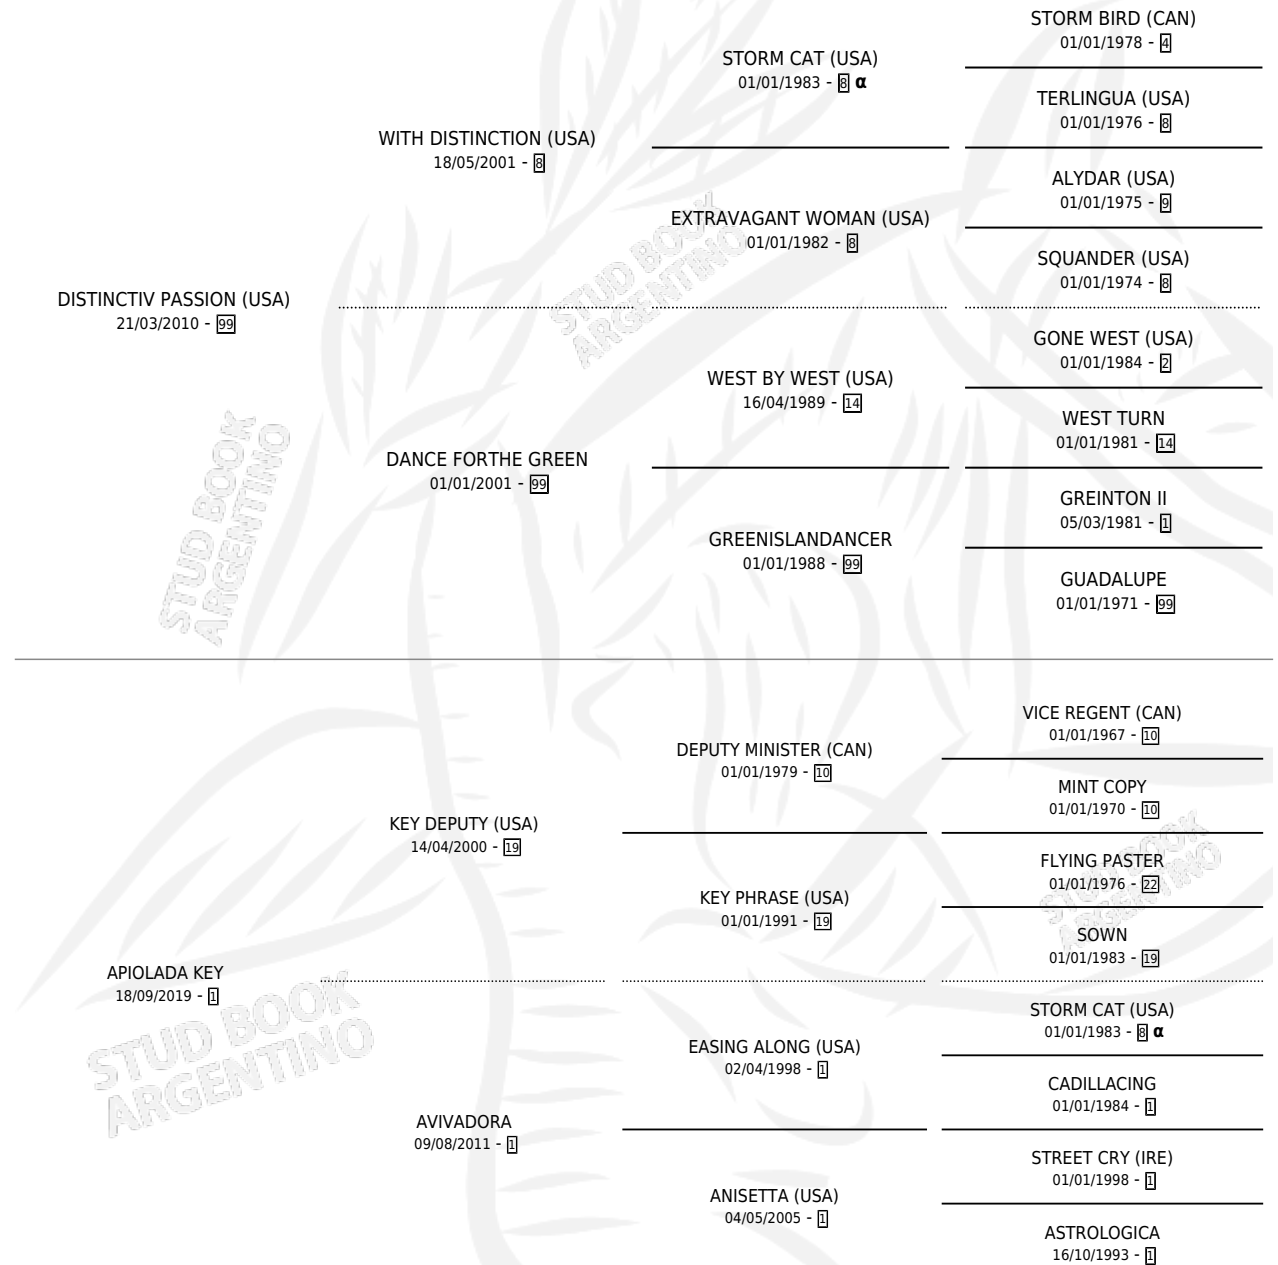 STORM BIRD (CAN)
01/01/1978 - 4
STORM CAT (USA)
01/01/1983 - 8 α
TERLINGUA (USA)
01/01/1976 - 8
WITH DISTINCTION (USA)
18/05/2001 - 8
ALYDAR (USA)
01/01/1975 - 9
EXTRAVAGANT WOMAN (USA)
01/01/1982 - 8
SQUANDER (USA)
01/01/1974 - 8
DISTINCTIV PASSION (USA)
21/03/2010 - 99
GONE WEST (USA)
01/01/1984 - 2
WEST BY WEST (USA)
16/04/1989 - 14
WEST TURN
01/01/1981 - 14
DANCE FORTHE GREEN
01/01/2001 - 99
GREINTON II
05/03/1981 - 1
GREENISLANDANCER
01/01/1988 - 99
GUADALUPE
01/01/1971 - 99
VICE REGENT (CAN)
01/01/1967 - 10
DEPUTY MINISTER (CAN)
01/01/1979 - 10
MINT COPY
01/01/1970 - 10
KEY DEPUTY (USA)
14/04/2000 - 19
FLYING PASTER
01/01/1976 - 22
KEY PHRASE (USA)
01/01/1991 - 19
SOWN
01/01/1983 - 19
APIOLADA KEY
18/09/2019 - 1
STORM CAT (USA)
01/01/1983 - 8 α
EASING ALONG (USA)
02/04/1998 - 1
CADILLACING
01/01/1984 - 1
AVIVADORA
09/08/2011 - 1
STREET CRY (IRE)
01/01/1998 - 1
ANISETTA (USA)
04/05/2005 - 1
ASTROLOGICA
16/10/1993 - 1
STUD BOOK
ARGENTINO
STUD BOOK
ARGENTINO
STUD BOOK
ARGENTINO
STUD BOOK
ARGENTINO